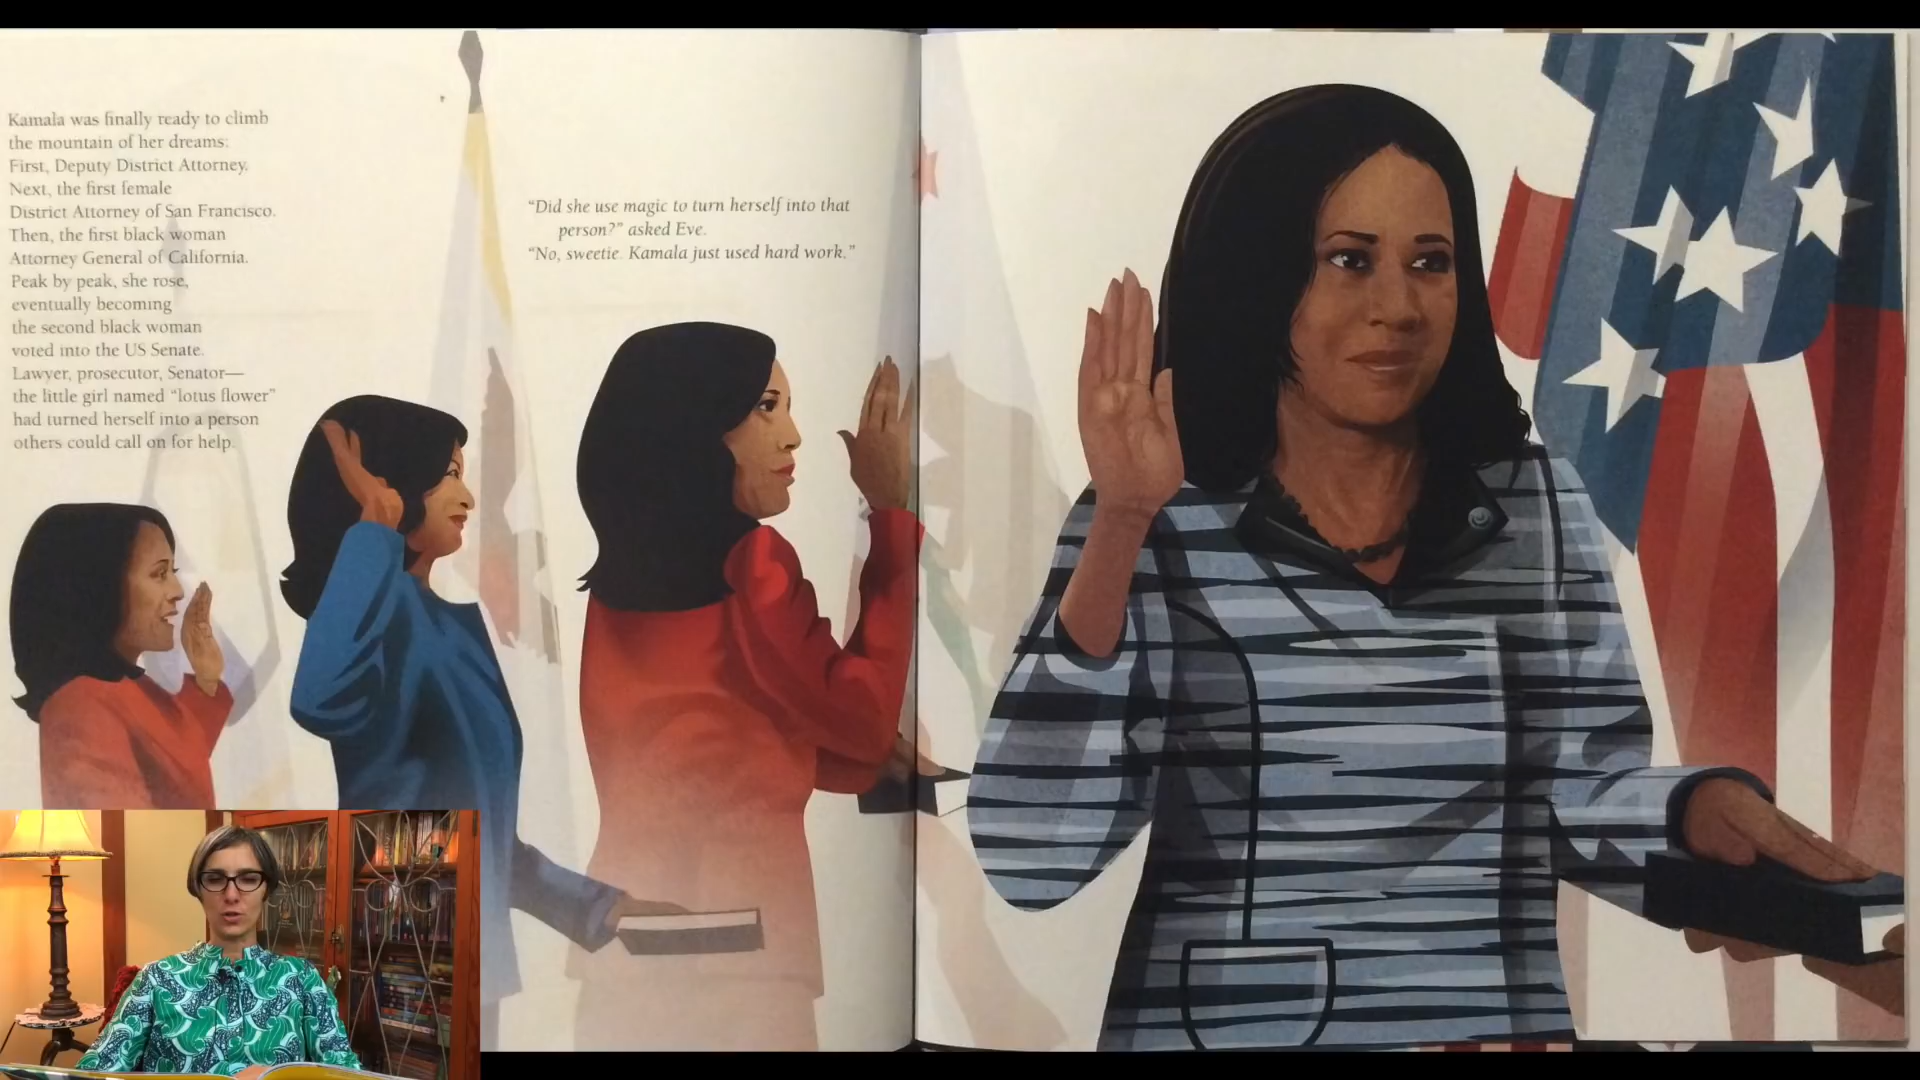 Kamala was finally ready to climb
the mountain of her dreams:
First, Deputy District Attorney.
Next, the first female
District Attorney of San Francisco.
Then, the first black woman
Attorney General of California.
Peak by peak, she rose,
eventually becoming
the second black woman
voted into the US Senate.
Lawyer, prosecutor, Senator—
the little girl named “lotus flower”
had turned herself into a person
others could call on for help.
“Did she use magic to turn herself into that
person?” asked Eve.
“No, sweetie. Kamala just used hard work.”